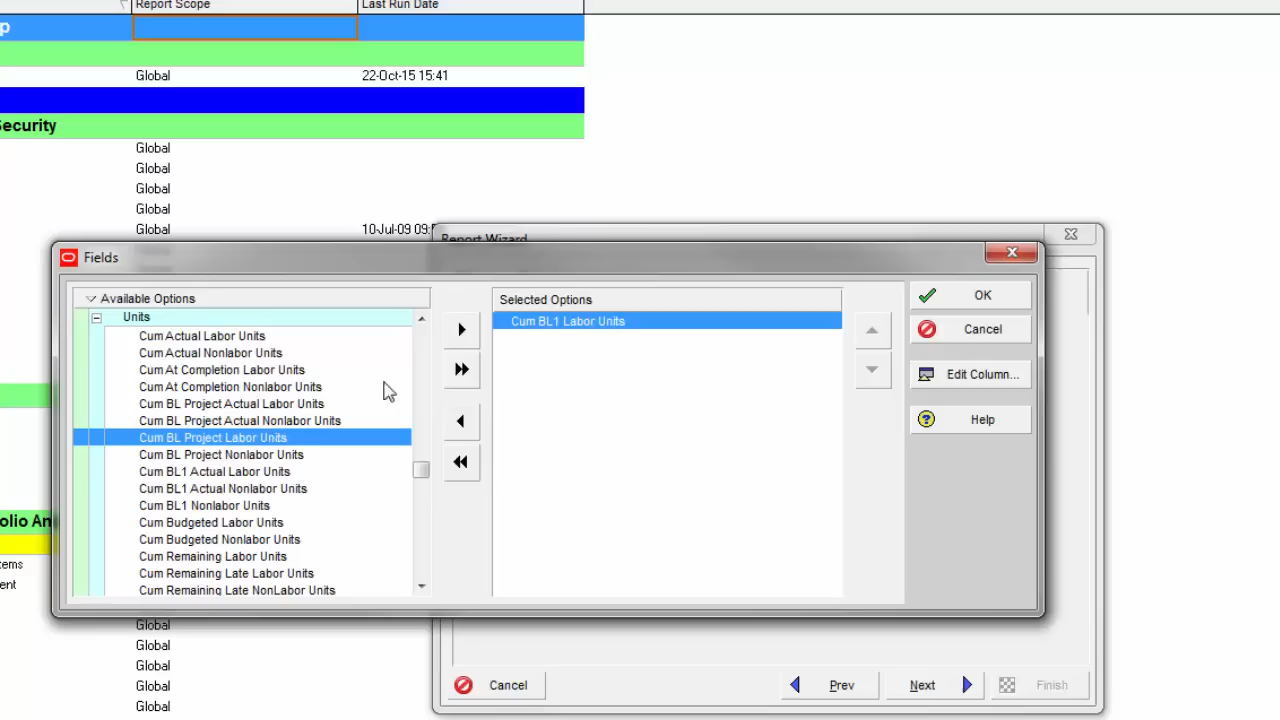 Report Scope
Last Run Date
p
Global
22-Oct-15 15:41
Security
Global
Global
Global
Global
Global
10-Jul-09 09:
Report Wizard
Fields
Available Options
Units
Cum Actual Labor Units
Cum Actual Nonlabor Units
Cum At Completion Labor Units
Cum At Completion Nonlabor Units
Cum BL Project Actual Labor Units
Cum BL Project Actual Nonlabor Units
Cum BL Project Labor Units
Cum BL Project Nonlabor Units
Cum BL1 Actual Labor Units
Cum BL1 Actual Nonlabor Units
Cum BL1 Nonlabor Units
Cum Budgeted Labor Units
Cum Budgeted Nonlabor Units
Cum Remaining Labor Units
Cum Remaining Late Labor Units
Cum Remaining Late NonLabor Units
Selected Options
Cum BL1 Labor Units
OK
Cancel
Edit Column...
Help
olio An
ems
ent
Global
Global
Global
Global
Global
Cancel
Prev
Next
Finish